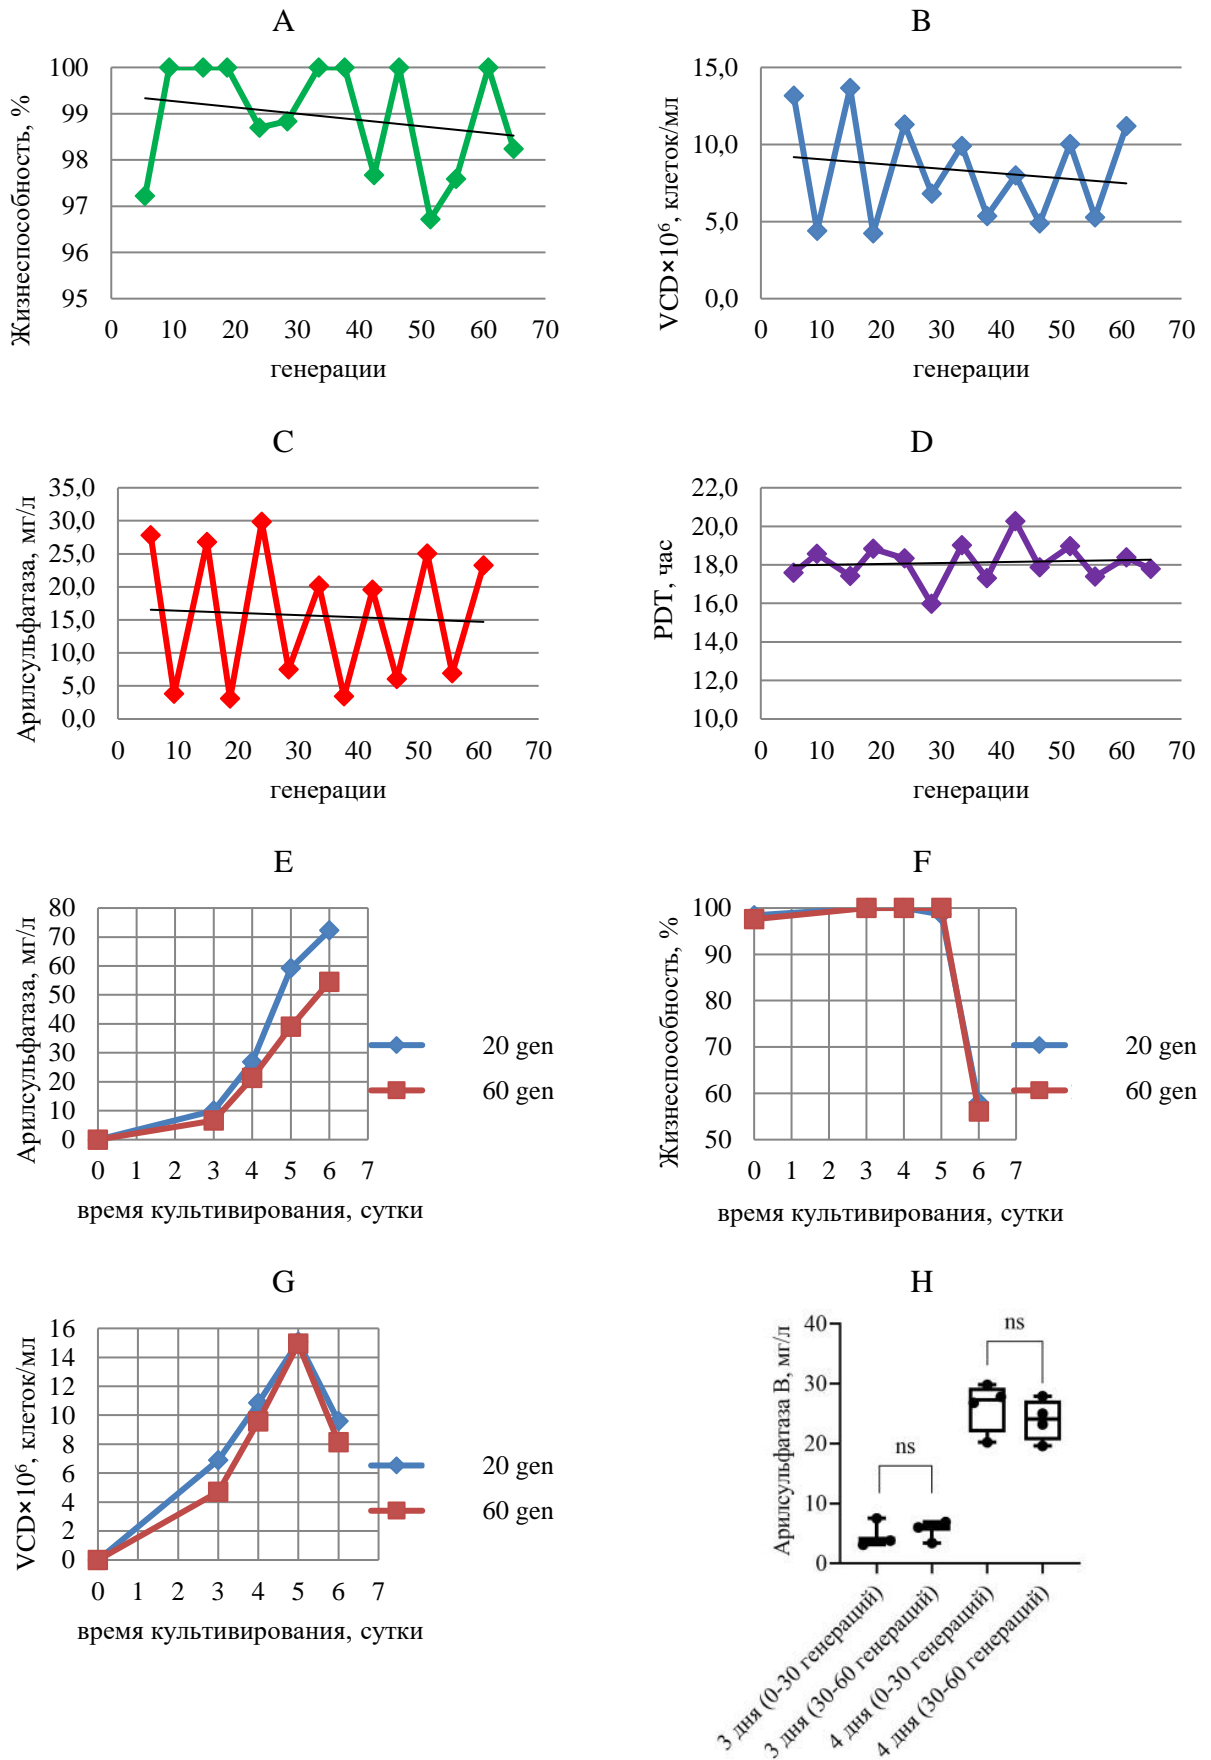 A
Жизнеспособность, %
100
99
98
97
96
95
0 10 20 30 40 50 60 70
генерации
B
VCD×10⁶, клеток/мл
15,0
10,0
5,0
0,0
0 10 20 30 40 50 60 70
генерации
C
Арилсульфатаза, мг/л
35,0
30,0
25,0
20,0
15,0
10,0
5,0
0,0
0 10 20 30 40 50 60 70
генерации
D
PDT, час
22,0
20,0
18,0
16,0
14,0
12,0
10,0
0 10 20 30 40 50 60 70
генерации
E
Арилсульфатаза, мг/л
80
70
60
50
40
30
20
10
0
0 1 2 3 4 5 6 7
время культивирования, сутки
20 gen
60 gen
F
Жизнеспособность, %
100
90
80
70
60
50
0 1 2 3 4 5 6 7
время культивирования, сутки
20 gen
60 gen
G
VCD×10⁶, клеток/мл
16
14
12
10
8
6
4
2
0
0 1 2 3 4 5 6 7
время культивирования, сутки
20 gen
60 gen
H
Арилсульфатаза B, мг/л
40
30
20
10
0
ns
ns
3 дня (0-30 генераций)
3 дня (30-60 генераций)
4 дня (0-30 генераций)
4 дня (30-60 генераций)